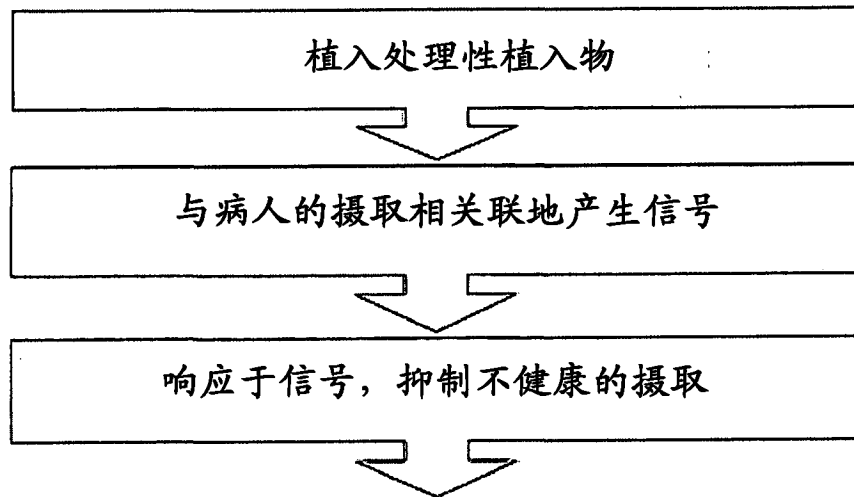 植入处理性植入物
与病人的摄取相关联地产生信号
响应于信号，抑制不健康的摄取